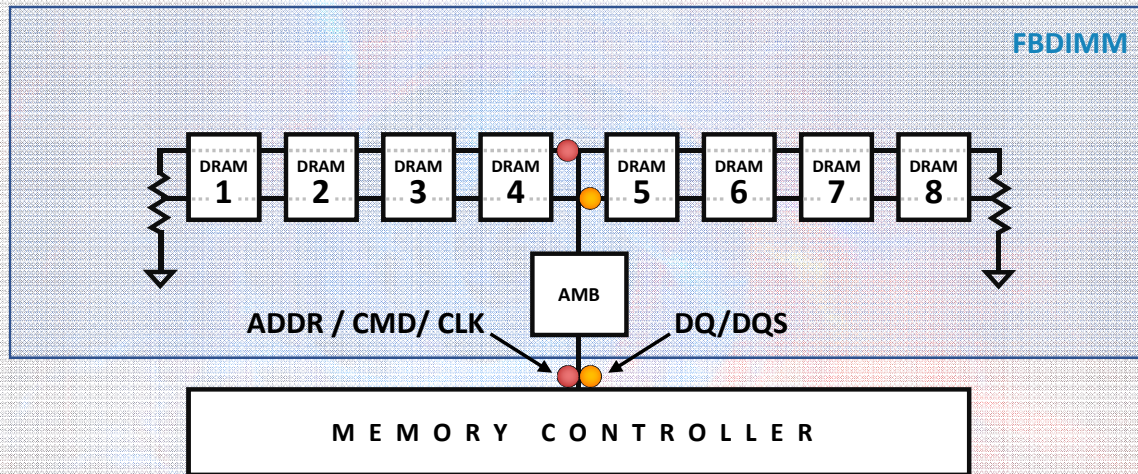 FBDIMM
DRAM DRAM DRAM DRAM DRAM DRAM DRAM DRAM
1 2 3 4 5 6 7 8
AMB
ADDR / CMD/ CLK DQ/DQS
MEMORY CONTROLLER